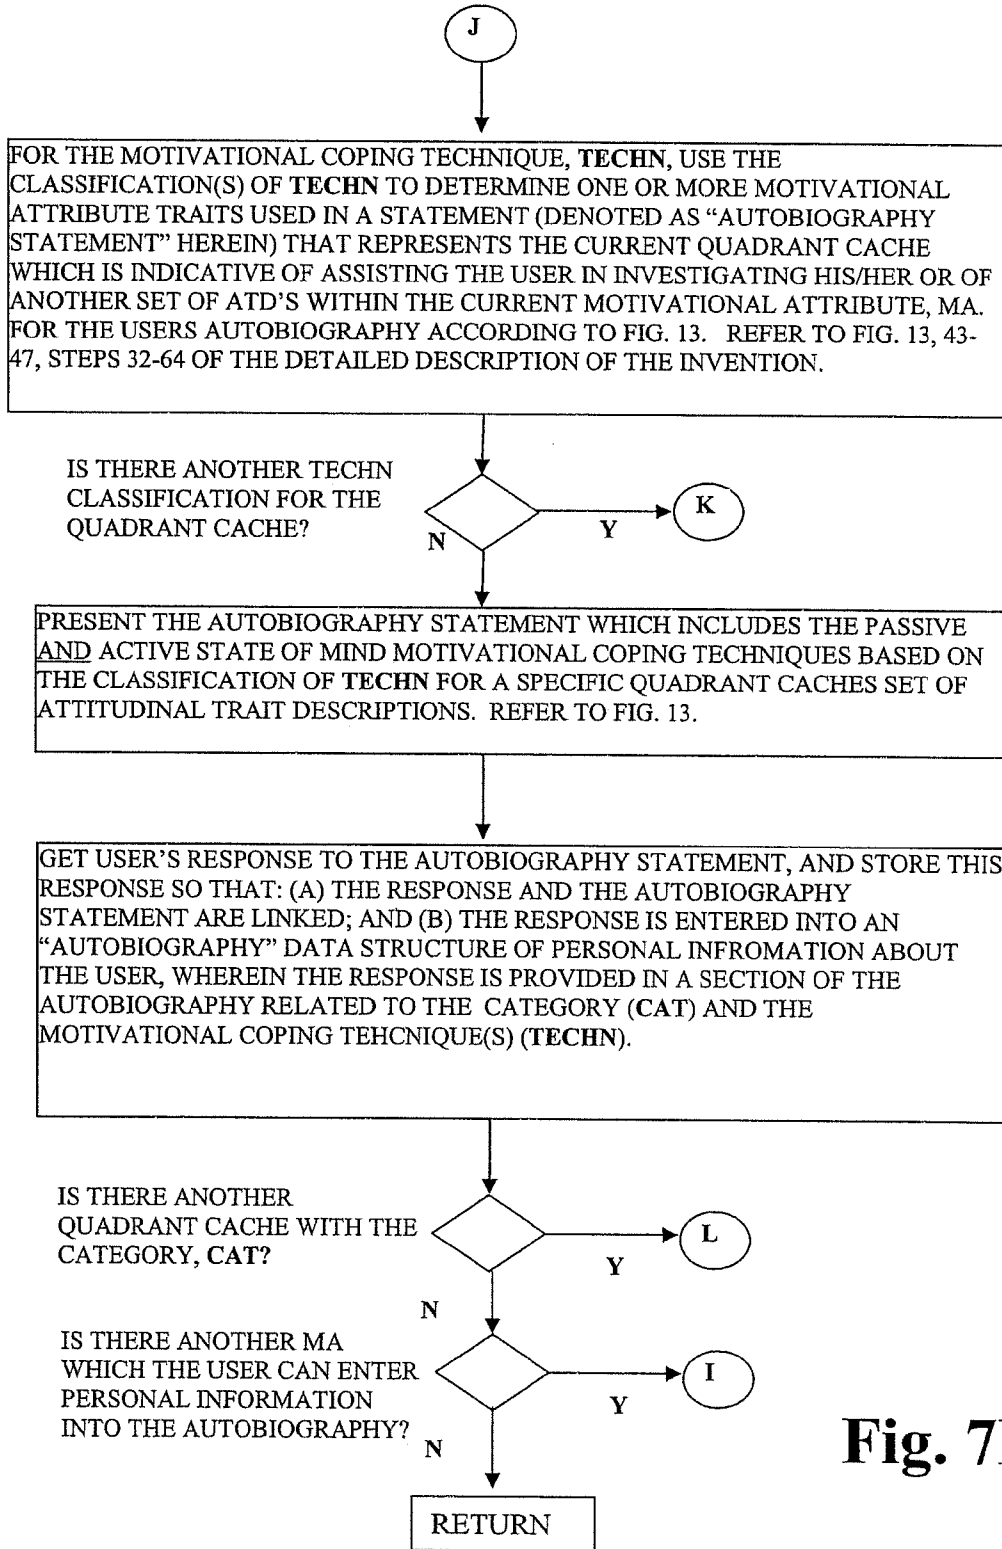 J
FOR THE MOTIVATIONAL COPING TECHNIQUE, TECHN, USE THE
CLASSIFICATION(S) OF TECHN TO DETERMINE ONE OR MORE MOTIVATIONAL
ATTRIBUTE TRAITS USED IN A STATEMENT (DENOTED AS “AUTOBIOGRAPHY
STATEMENT” HEREIN) THAT REPRESENTS THE CURRENT QUADRANT CACHE
WHICH IS INDICATIVE OF ASSISTING THE USER IN INVESTIGATING HIS/HER OR OF
ANOTHER SET OF ATD’S WITHIN THE CURRENT MOTIVATIONAL ATTRIBUTE, MA.
FOR THE USERS AUTOBIOGRAPHY ACCORDING TO FIG. 13. REFER TO FIG. 13, 43-
47, STEPS 32-64 OF THE DETAILED DESCRIPTION OF THE INVENTION.
IS THERE ANOTHER TECHN
CLASSIFICATION FOR THE
QUADRANT CACHE?
N
Y
K
PRESENT THE AUTOBIOGRAPHY STATEMENT WHICH INCLUDES THE PASSIVE
AND ACTIVE STATE OF MIND MOTIVATIONAL COPING TECHNIQUES BASED ON
THE CLASSIFICATION OF TECHN FOR A SPECIFIC QUADRANT CACHES SET OF
ATTITUDINAL TRAIT DESCRIPTIONS. REFER TO FIG. 13.
GET USER’S RESPONSE TO THE AUTOBIOGRAPHY STATEMENT, AND STORE THIS
RESPONSE SO THAT: (A) THE RESPONSE AND THE AUTOBIOGRAPHY
STATEMENT ARE LINKED; AND (B) THE RESPONSE IS ENTERED INTO AN
“AUTOBIOGRAPHY” DATA STRUCTURE OF PERSONAL INFROMATION ABOUT
THE USER, WHEREIN THE RESPONSE IS PROVIDED IN A SECTION OF THE
AUTOBIOGRAPHY RELATED TO THE CATEGORY (CAT) AND THE
MOTIVATIONAL COPING TEHCNIQUE(S) (TECHN).
IS THERE ANOTHER
QUADRANT CACHE WITH THE
CATEGORY, CAT?
L
Y
N
IS THERE ANOTHER MA
WHICH THE USER CAN ENTER
PERSONAL INFORMATION
INTO THE AUTOBIOGRAPHY?
I
Y
N
Fig. 7
RETURN